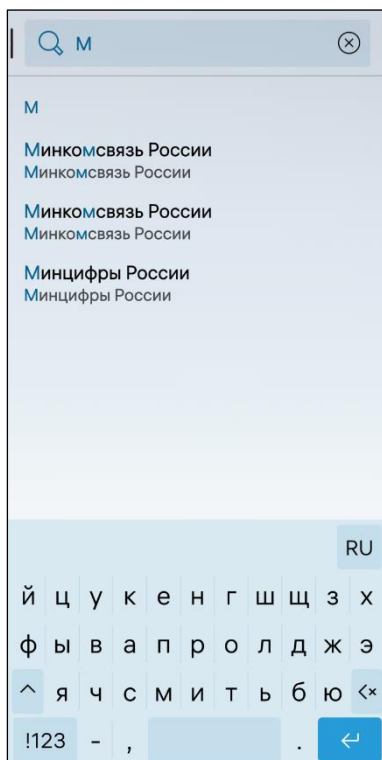 М
М
Минкомсвязь России
Минкомсвязь России
Минкомсвязь России
Минкомсвязь России
Минцифры России
Минцифры России
RU
й ц у к е н г ш щ з х
ф ы в а п р о л д ж э
я ч с м и т ь б ю
!123 - , .